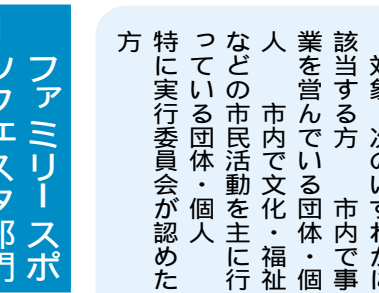 対象　次のいずれかに
該当する方　市内で事
業を営んでいる団体・個
人　市内で文化・福祉
などの市民活動を主に行
っている団体・個人
特に実行委員会が認めた
方
ファミリースポ
ーツフェスタ部門